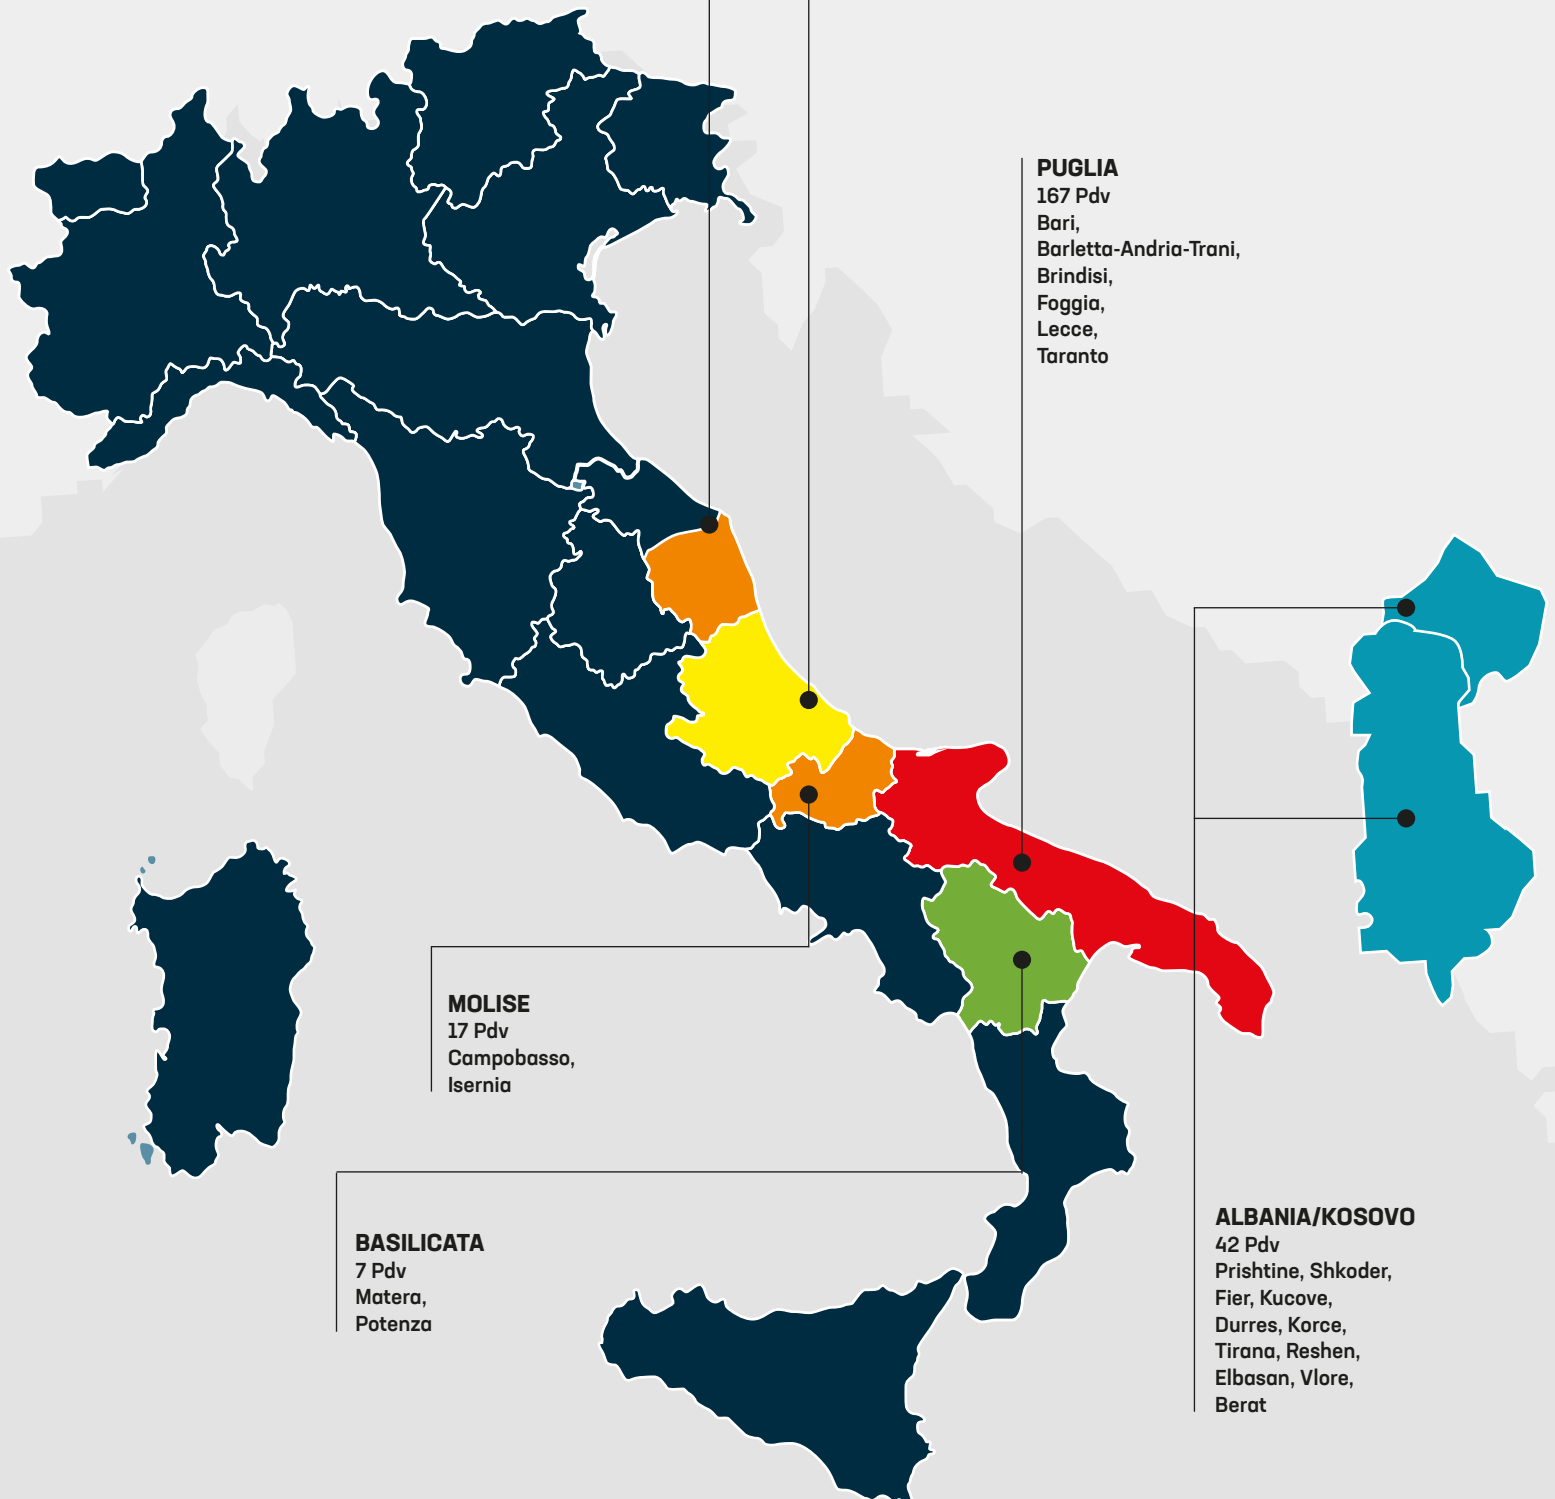 PUGLIA
167 Pdv
Bari,
Barletta-Andria-Trani,
Brindisi,
Foggia,
Lecce,
Taranto
MOLISE
17 Pdv
Campobasso,
Isernia
BASILICATA
7 Pdv
Matera,
Potenza
ALBANIA/KOSOVO
42 Pdv
Prishtine, Shkoder,
Fier, Kucove,
Durres, Korce,
Tirana, Reshen,
Elbasan, Vlore,
Berat